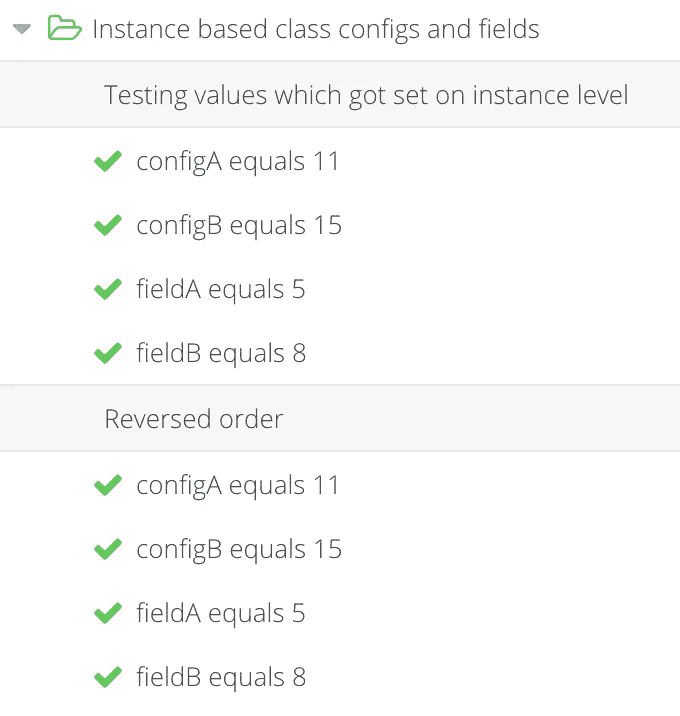 Instance based class configs and fields
Testing values which got set on instance level
configA equals 11
configB equals 15
fieldA equals 5
fieldB equals 8
Reversed order
configA equals 11
configB equals 15
fieldA equals 5
fieldB equals 8